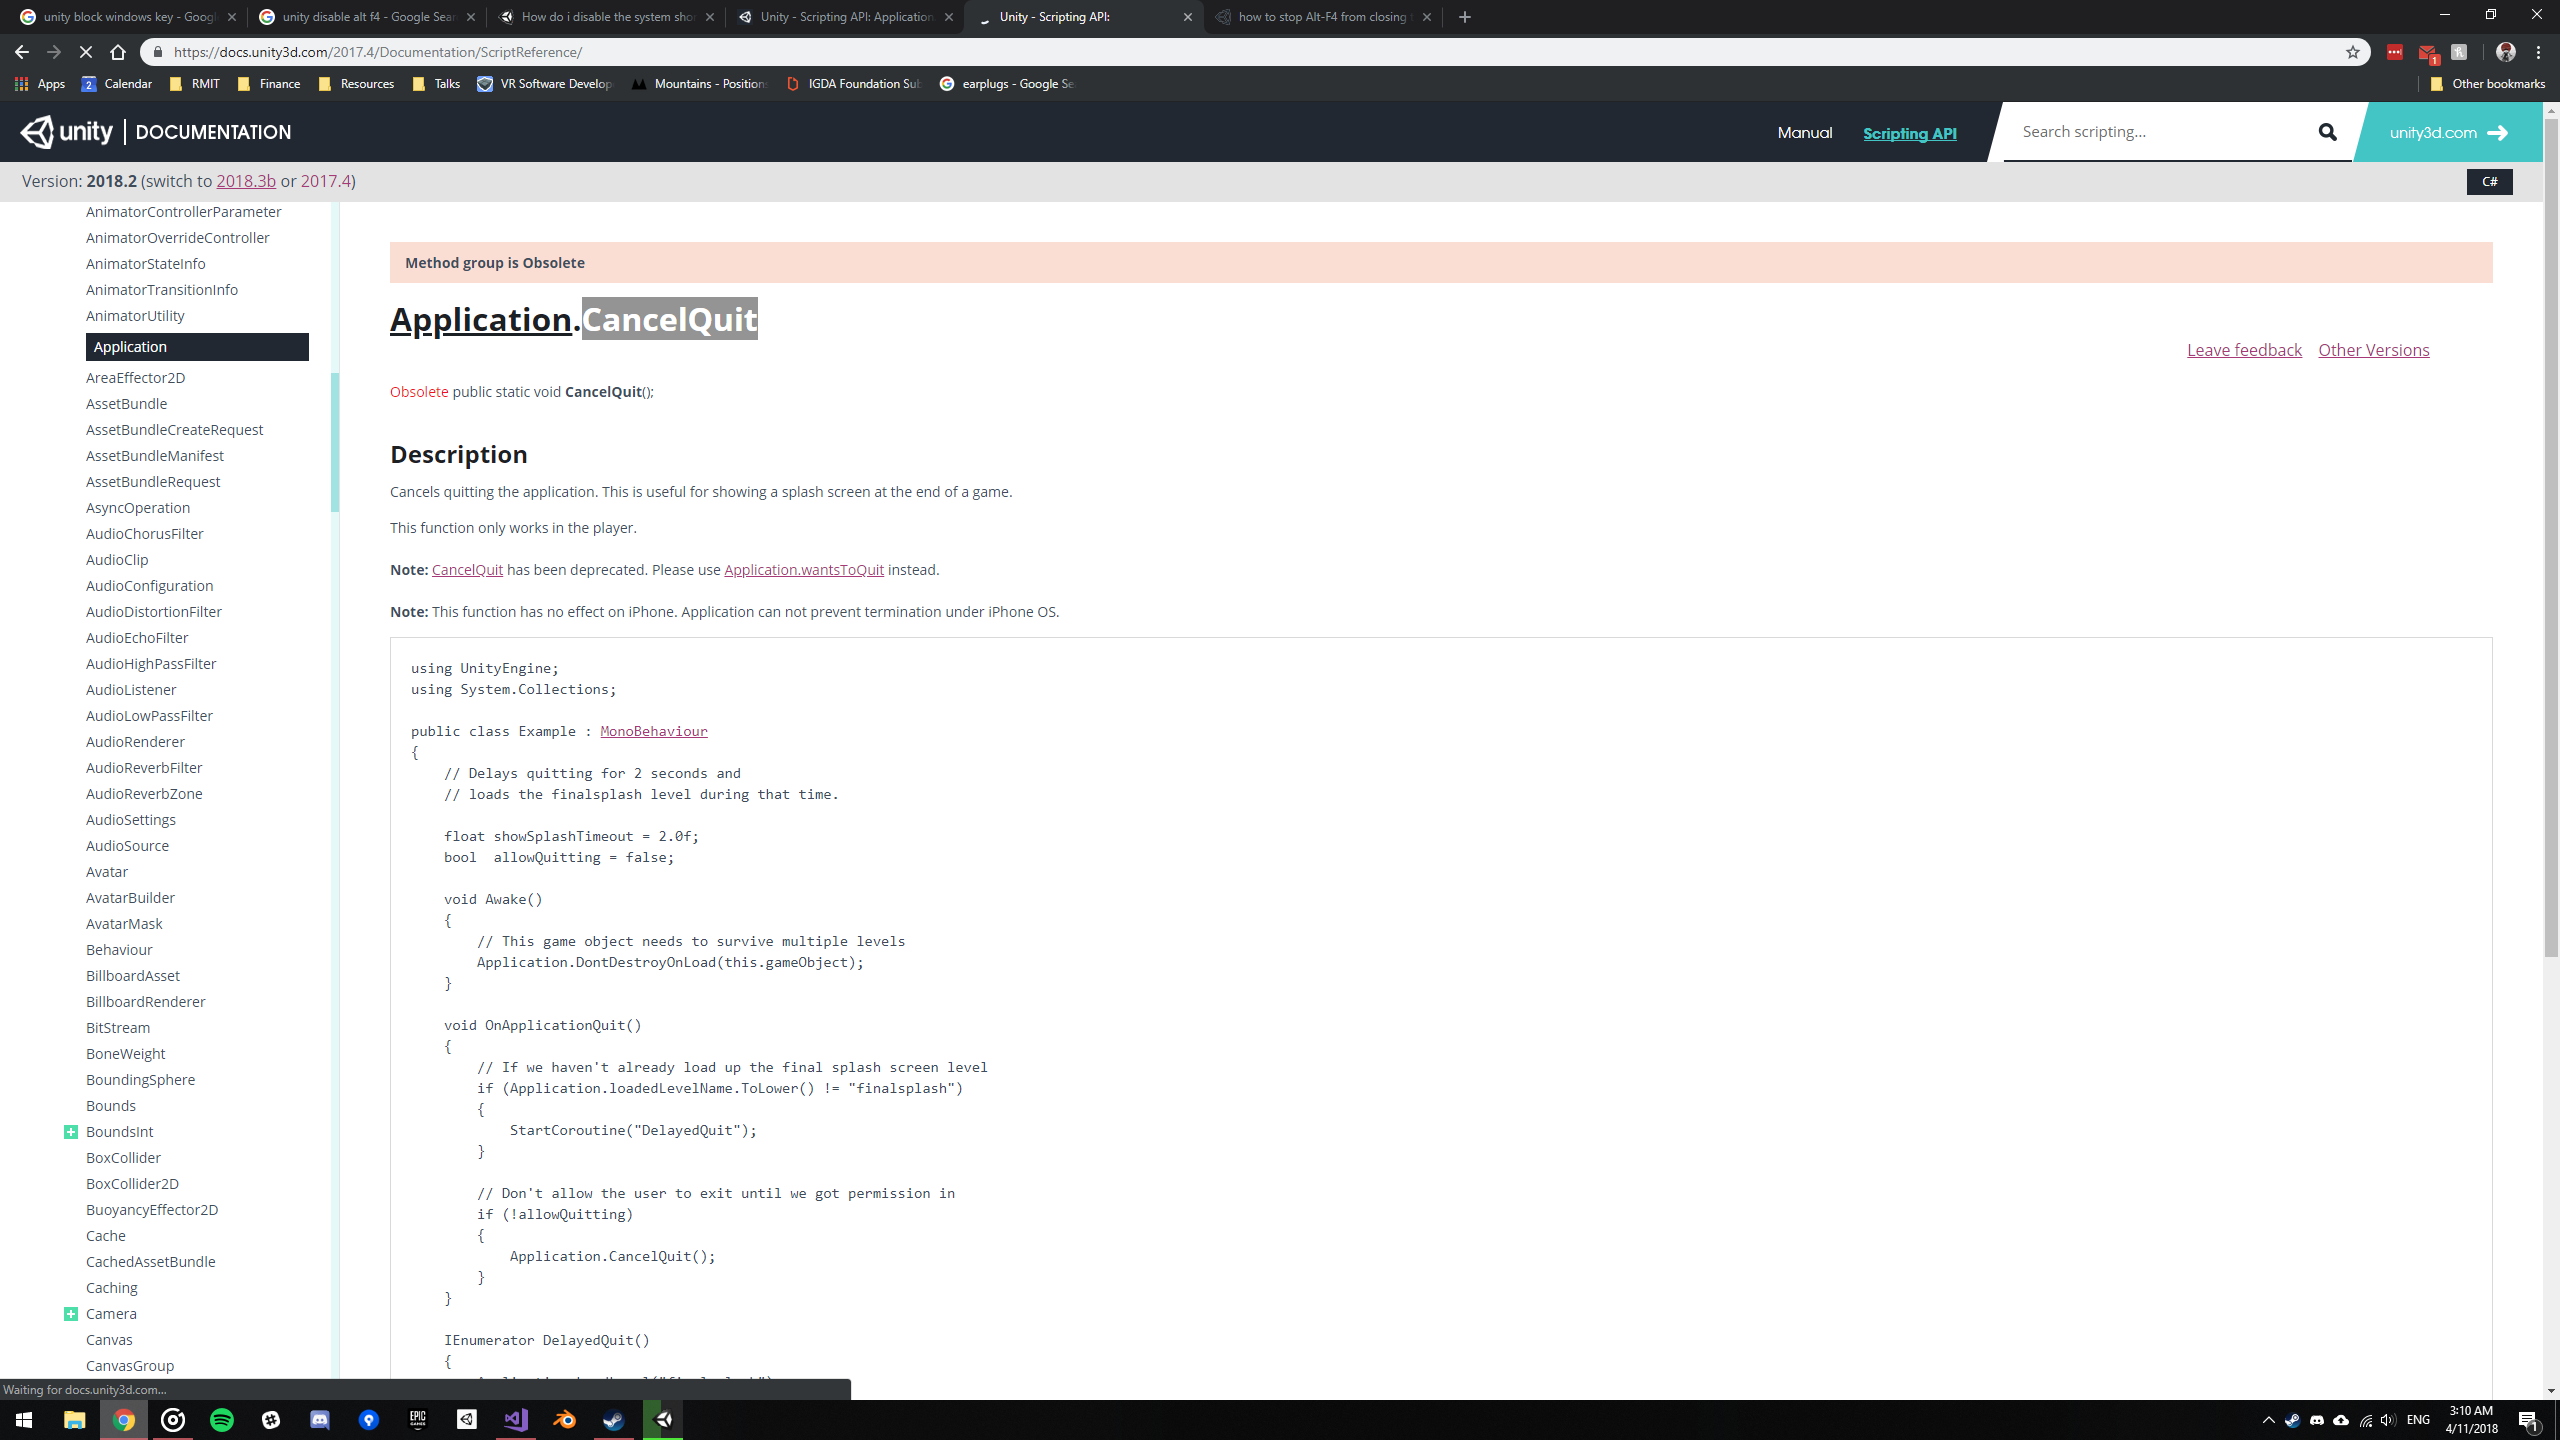 unity block windows key - Googl
unity disable alt f4 - Google Sear
How do i disable the system sho
Unity - Scripting API: Application.
Unity - Scripting API:
how to stop Alt-F4 from closing t
https://docs.unity3d.com/2017.4/Documentation/ScriptReference/
Apps
2 Calendar
RMIT
Finance
Resources
Talks
VR Software Develop
Mountains - Position
IGDA Foundation Sub
earplugs - Google Se
Other bookmarks
unity | DOCUMENTATION
Manual
Scripting API
Search scripting...
unity3d.com
Version: 2018.2 (switch to 2018.3b or 2017.4)
C#
AnimatorControllerParameter
AnimatorOverrideController
AnimatorStateInfo
AnimatorTransitionInfo
AnimatorUtility
Application
AreaEffector2D
AssetBundle
AssetBundleCreateRequest
AssetBundleManifest
AssetBundleRequest
AsyncOperation
AudioChorusFilter
AudioClip
AudioConfiguration
AudioDistortionFilter
AudioEchoFilter
AudioHighPassFilter
AudioListener
AudioLowPassFilter
AudioRenderer
AudioReverbFilter
AudioReverbZone
AudioSettings
AudioSource
Avatar
AvatarBuilder
AvatarMask
Behaviour
BillboardAsset
BillboardRenderer
BitStream
BoneWeight
BoundingSphere
Bounds
BoundsInt
BoxCollider
BoxCollider2D
BuoyancyEffector2D
Cache
CachedAssetBundle
Caching
Camera
Canvas
CanvasGroup
Method group is Obsolete
Application.CancelQuit
Leave feedback
Other Versions
Obsolete public static void CancelQuit();
Description
Cancels quitting the application. This is useful for showing a splash screen at the end of a game.
This function only works in the player.
Note: CancelQuit has been deprecated. Please use Application.wantsToQuit instead.
Note: This function has no effect on iPhone. Application can not prevent termination under iPhone OS.
using UnityEngine;
using System.Collections;
public class Example : MonoBehaviour
{
// Delays quitting for 2 seconds and
// loads the finalsplash level during that time.
float showSplashTimeout = 2.0f;
bool  allowQuitting = false;
void Awake()
{
// This game object needs to survive multiple levels
Application.DontDestroyOnLoad(this.gameObject);
}
void OnApplicationQuit()
{
// If we haven't already load up the final splash screen level
if (Application.loadedLevelName.ToLower() != "finalsplash")
{
StartCoroutine("DelayedQuit");
}
// Don't allow the user to exit until we got permission in
if (!allowQuitting)
{
Application.CancelQuit();
}
}
IEnumerator DelayedQuit()
{
Waiting for docs.unity3d.com...
EPIC GAMES
ENG
3:10 AM
4/11/2018
1